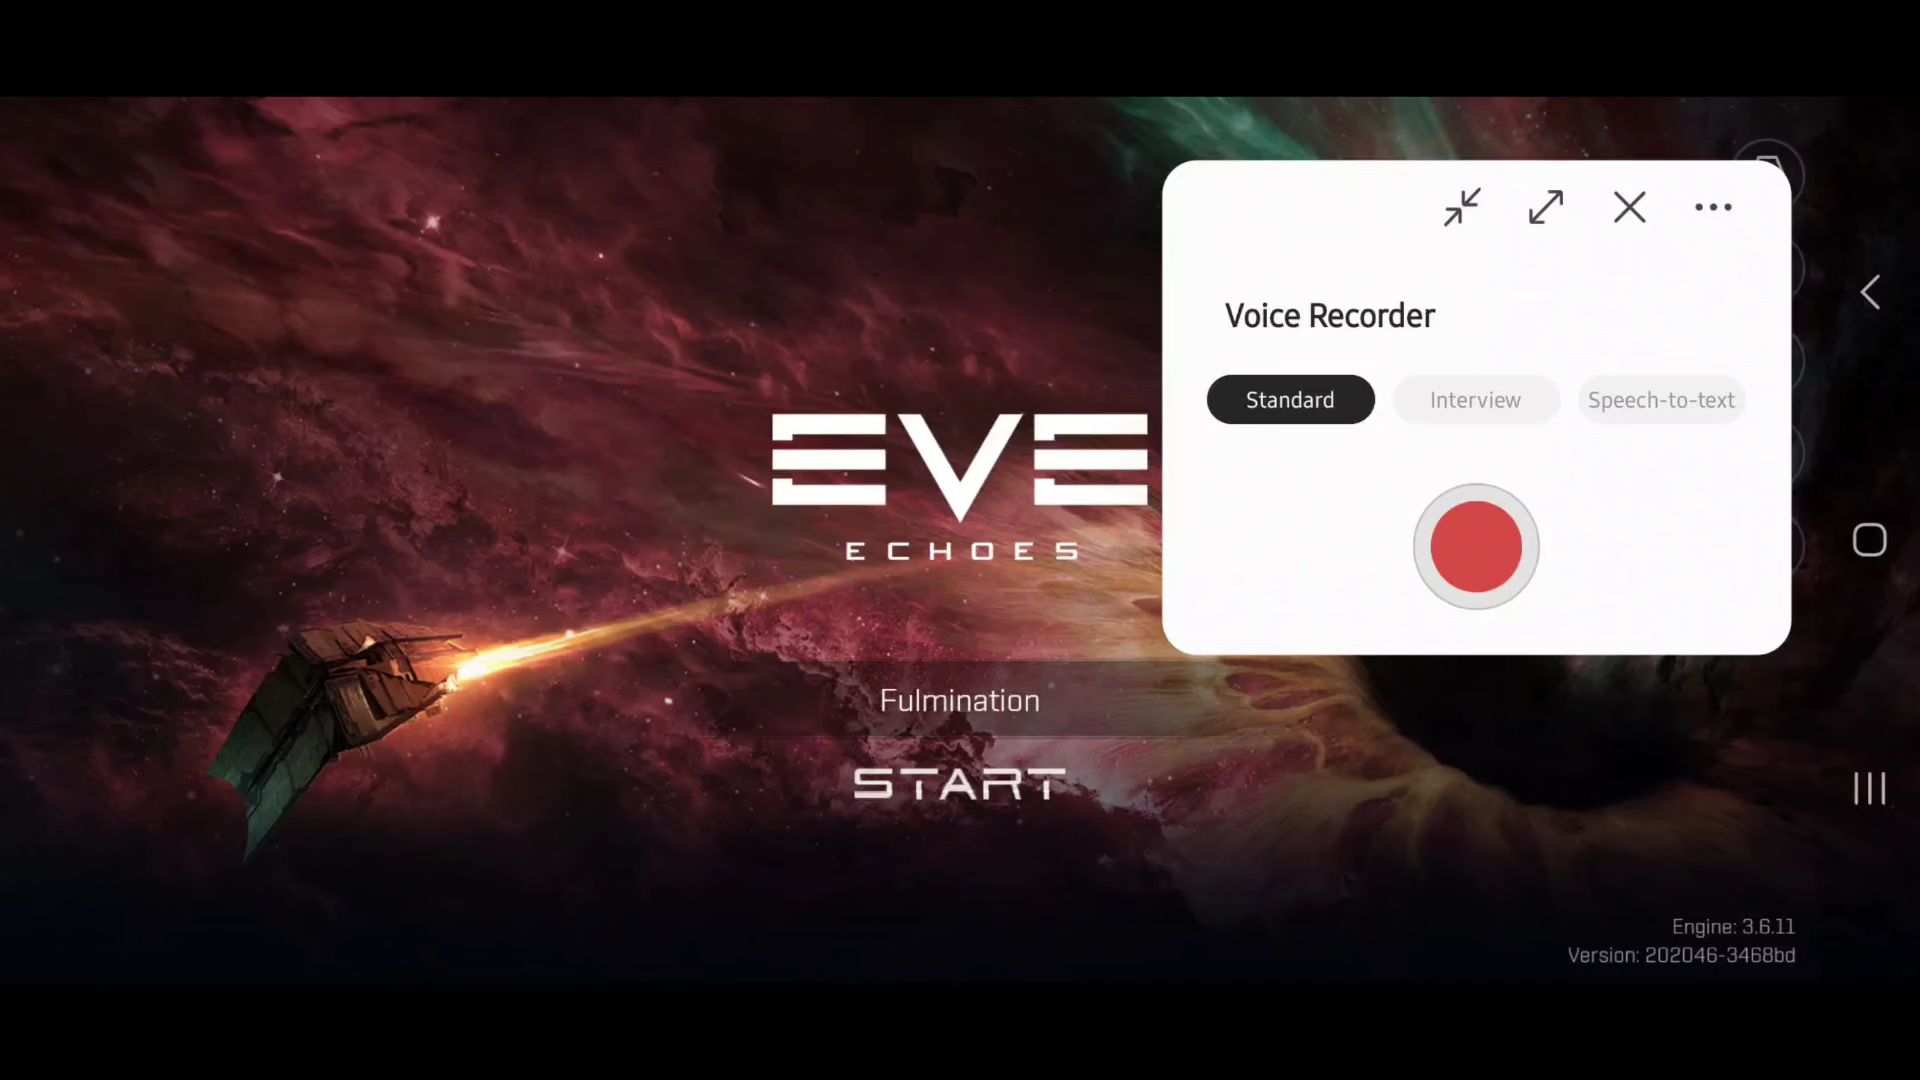 Voice Recorder
Standard Interview Speech-to-text
EVE
ECHOES
Fulmination
START
Engine: 3.6.11
Version: 202046-3468bd